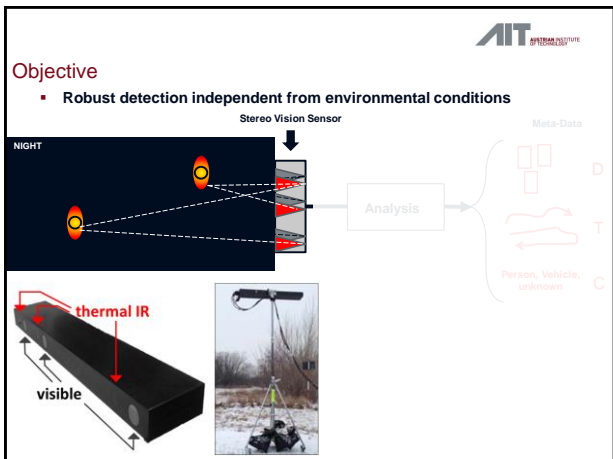 AIT AUSTRIAN INSTITUTE
OF TECHNOLOGY
Objective
▪ Robust detection independent from environmental conditions
Stereo Vision Sensor
Meta-Data
NIGHT
D
Analysis
T
Person, Vehicle,
unknown
C
thermal IR
visible